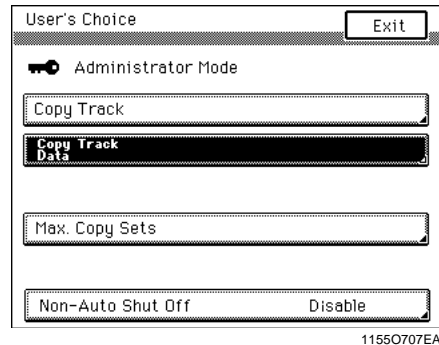 User's Choice
Exit
Administrator Mode
Copy Track
Copy Track
Data
Max. Copy Sets
Non-Auto Shut Off Disable
1155O707EA